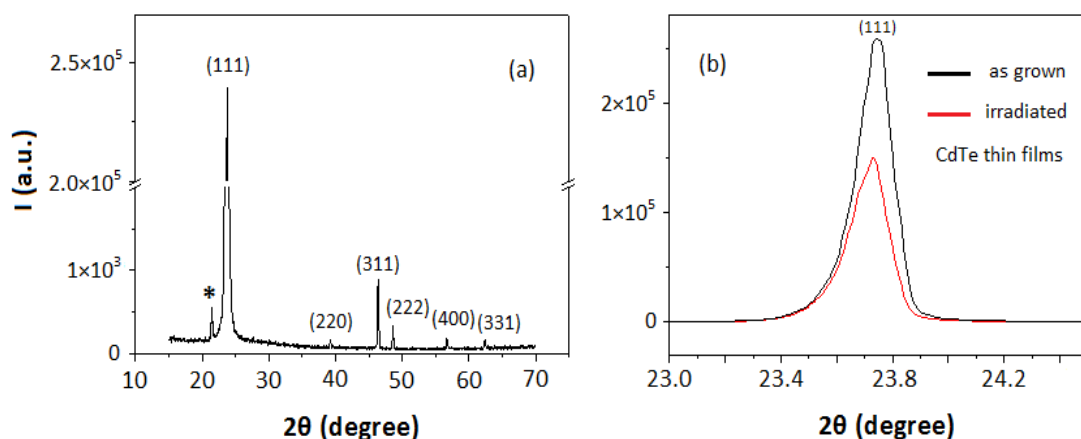 (111)
(a)
2.5×10⁵
2.0×10⁵
1×10³
0
I (a.u.)
*
(220)
(311)
(222)
(400)
(331)
10 20 30 40 50 60 70
2θ (degree)
(111)
(b)
as grown
irradiated
CdTe thin films
2×10⁵
1×10⁵
0
23.0 23.4 23.8 24.2
2θ (degree)